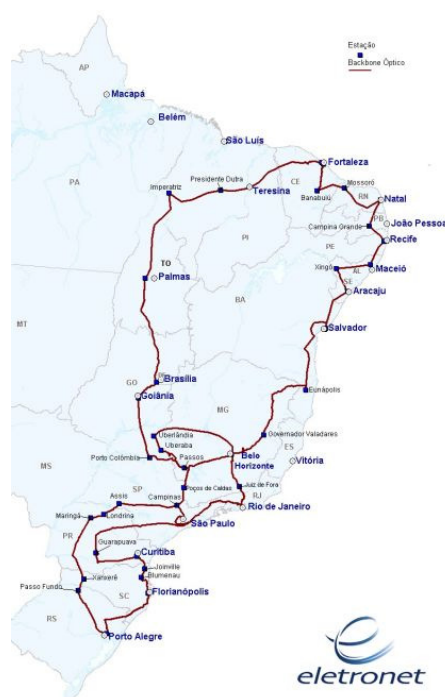 Estação
Backbone Óptico
AP
Macapá
Belém
São Luís
Fortaleza
PA
Presidente Dutra
Teresina
CE
Mossoró
Imperatriz
Banabuiú
RN
Natal
Campina Grande
PB
João Pessoa
PI
PE
Recife
TO
Xingó
AL
Maceió
Palmas
SE
Aracaju
BA
Salvador
MT
Brasília
DF
GO
Goiânia
Eunápolis
MG
Uberlândia
Governador Valadares
Uberaba
ES
Porto Colômbia
Passos
Belo
Horizonte
Vitória
MS
Poços de Caldas
Juiz de Fora
SP
RJ
Assis
Campinas
Rio de Janeiro
Maringá
Londrina
São Paulo
Guarapuava
PR
Curitiba
Joinville
Xanxerê
Blumenau
Passo Fundo
SC
Florianópolis
RS
Porto Alegre
eletronet